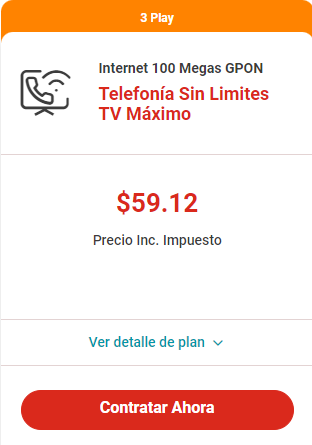 3 Play
Internet 100 Megas GPON
Telefonía Sin Limites
TV Máximo
$59.12
Precio Inc. Impuesto
Ver detalle de plan
Contratar Ahora